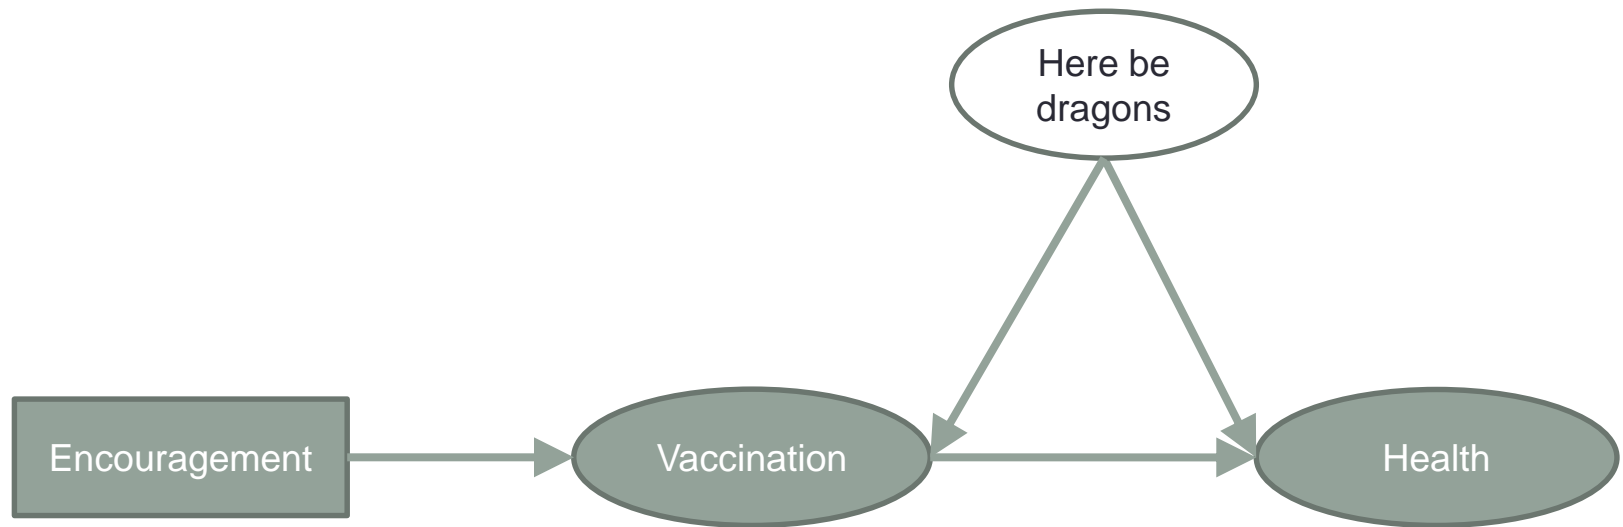 Here be
dragons
Encouragement
Vaccination
Health